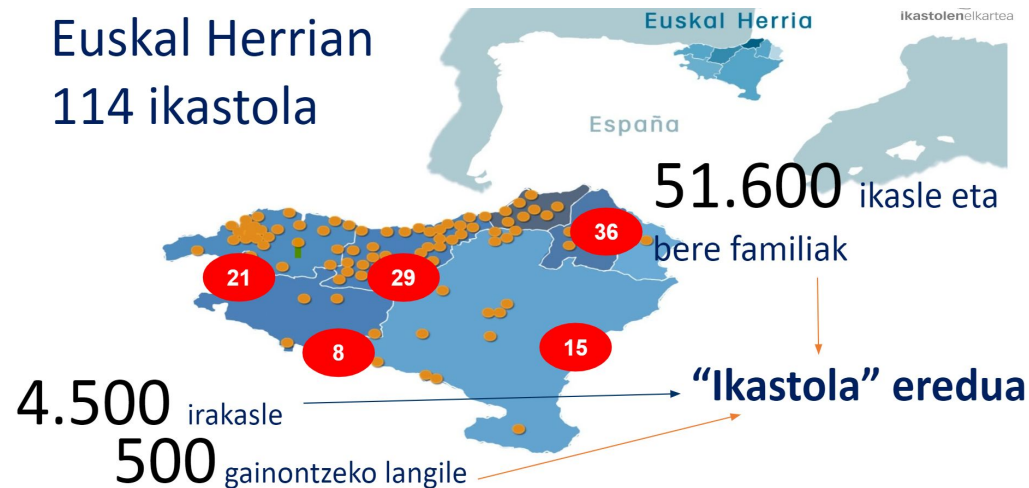 Euskal Herrian
114 ikastola
Euskal Herria
ikastolenelkartea
España
51.600 ikasle eta
bere familiak
36
21
29
8
15
"Ikastola" eredua
4.500 irakasle
500 gainontzeko langile